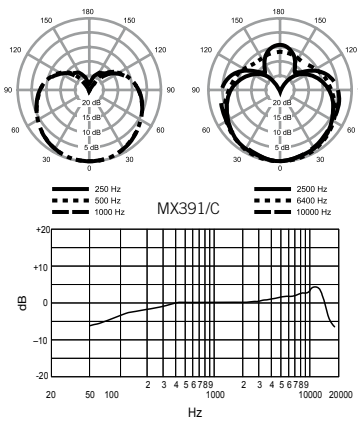 180
150 150
120 120
90 90
20 dB
15 dB
60 60
10 dB
5 dB
30 30
0
250 Hz
500 Hz
1000 Hz
180
150 150
120 120
90 90
20 dB
15 dB
60 60
10 dB
5 dB
30 30
0
2500 Hz
6400 Hz
10000 Hz
MX391/C
+20
+10
0
–10
-20
dB
2 3 4 5 6 7 8 9 2 3 4 5 6 7 8 9
20 50 100 1000 10000 20000
Hz